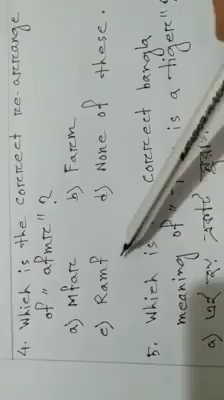 4. Which is the correct re-arrange
of "afmr"?
a) Mfar b) Farm
c) Ramf d) None of these.
5. Which is correct bangla
meaning of "
is a tiger"
a)